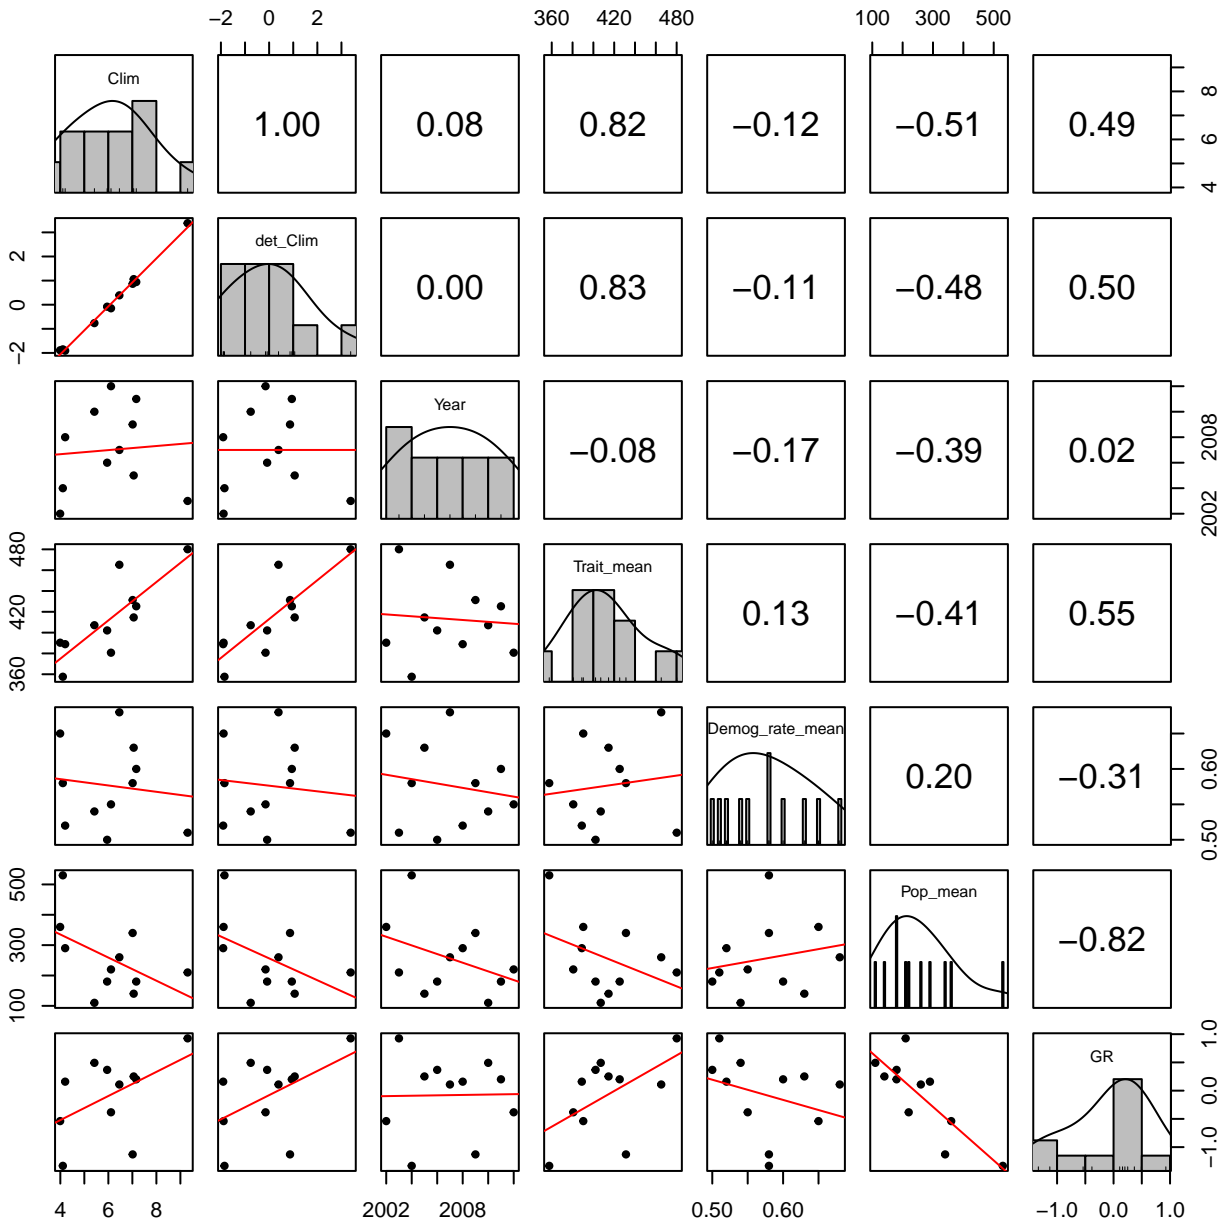 −2 0 2 360 420 480 100 300 500
Clim 1.00 0.08 0.82 −0.12 −0.51 0.49 4 6 8
−2 0 2 det_Clim 0.00 0.83 −0.11 −0.48 0.50
Year −0.08 −0.17 −0.39 0.02 2002 2008
360 420 480 Trait_mean 0.13 −0.41 0.55
Demog_rate_mean 0.20 −0.31 0.50 0.60
100 300 500 Pop_mean −0.82
GR −1.0 0.0 1.0
4 6 8 2002 2008 0.50 0.60 −1.0 0.0 1.0